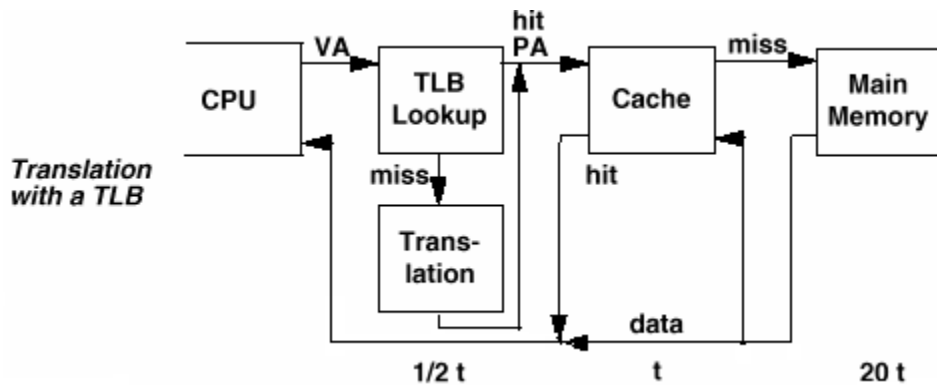 hit
VA
PA
miss
CPU
TLB
Lookup
Cache
Main
Memory
Translation
with a TLB
miss
hit
Trans-
lation
data
1/2 t
t
20 t